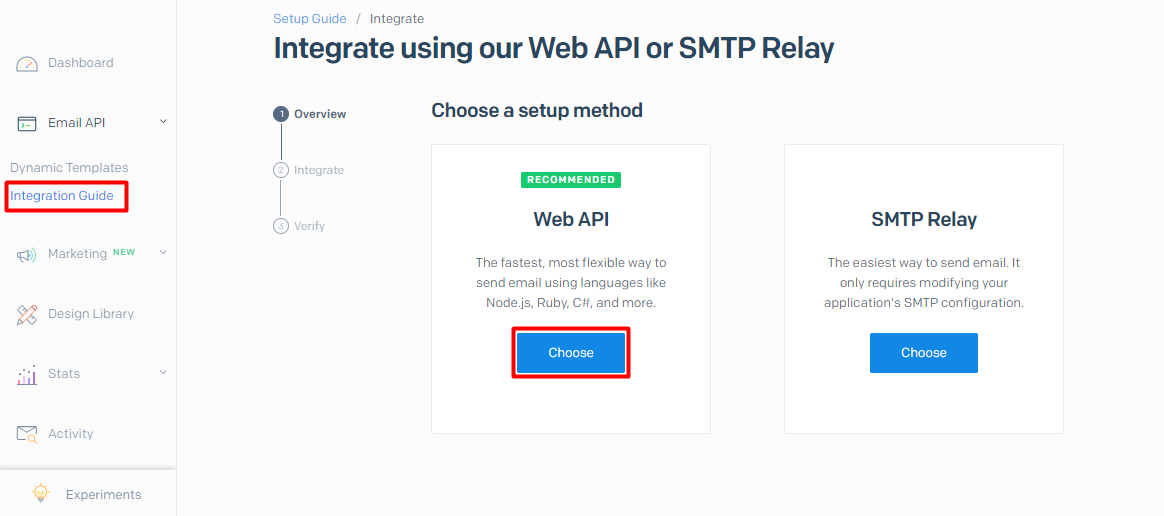 Setup Guide / Integrate
Integrate using our Web API or SMTP Relay
Dashboard
Email API
Dynamic Templates
Integration Guide
Marketing NEW
Design Library
Stats
Activity
Experiments
1 Overview
2 Integrate
3 Verify
Choose a setup method
RECOMMENDED
Web API
The fastest, most flexible way to
send email using languages like
Node.js, Ruby, C#, and more.
Choose
SMTP Relay
The easiest way to send email. It
only requires modifying your
application's SMTP configuration.
Choose